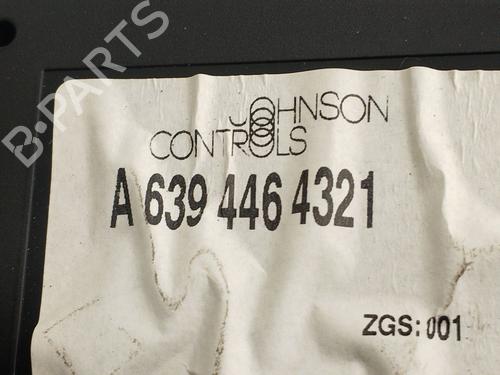 B-PARTS
JOHNSON
CONTROLS
A 639 446 4321
ZGS: 001